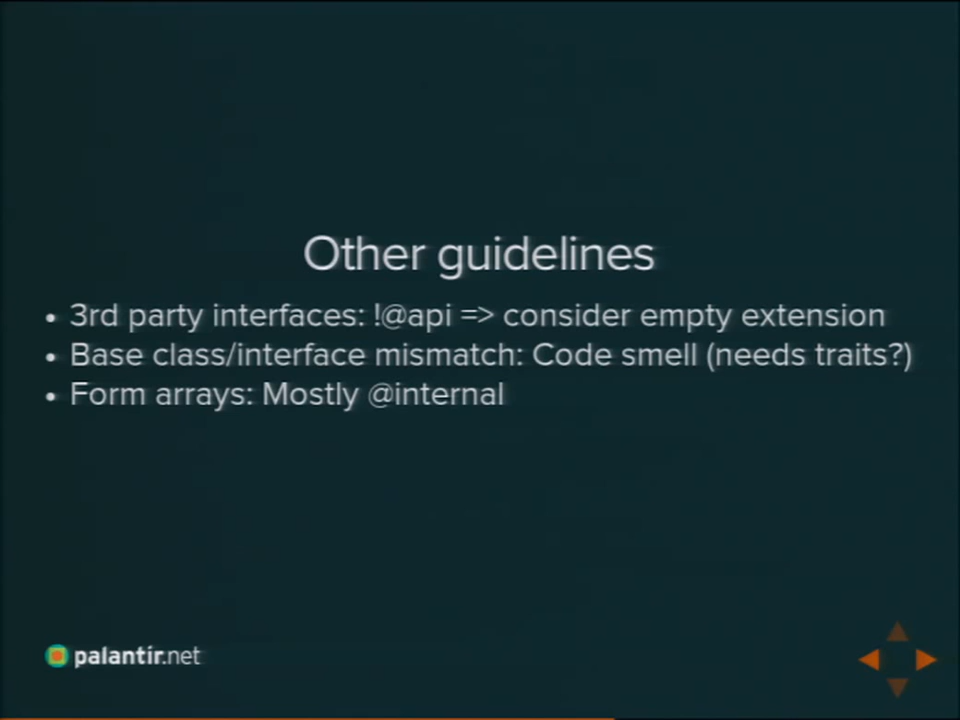 Other guidelines
• 3rd party interfaces: !@api => consider empty extension
• Base class/interface mismatch: Code smell (needs traits?)
• Form arrays: Mostly @internal
palantir.net